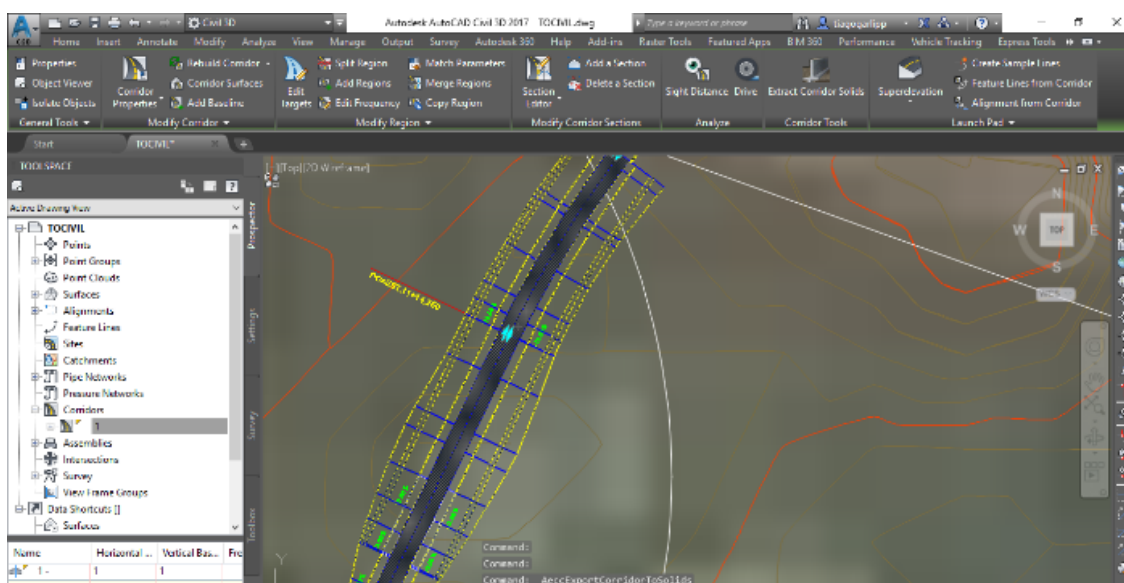 Civil 3D
Autodesk AutoCAD Civil 3D 2017 TOCIVIL.dwg
Type a keyword or phrase
tiagogarlipp
Home Insert Annotate Modify Analyze View Manage Output Survey Autodesk 360 Help Add-ins Raster Tools Featured Apps BIM 360 Performance Vehicle Tracking Express Tools
Properties
Object Viewer
Isolate Objects
General Tools
Corridor
Properties
Rebuild Corridor
Corridor Surfaces
Add Baseline
Modify Corridor
Edit
Targets
Split Region
Add Regions
Edit Frequency
Match Parameters
Merge Regions
Copy Region
Modify Region
Section
Editor
Add a Section
Delete a Section
Modify Corridor Sections
Sight Distance Drive
Analyze
Extract Corridor Solids
Corridor Tools
Superelevation
Create Sample Lines
Feature Lines from Corridor
Alignment from Corridor
Launch Pad
Start
TOCIVIL*
TOOLSPACE
Active Drawing View
TOCIVIL
Points
Point Groups
Point Clouds
Surfaces
Alignments
Feature Lines
Sites
Catchments
Pipe Networks
Pressure Networks
Corridors
1
Assemblies
Intersections
Survey
View Frame Groups
Data Shortcuts []
Surfaces
Name Horizontal ... Vertical Bas... Fre
1 - 1 1
Prospector
Settings
Survey
Toolbox
[-][Top][2D Wireframe]
N
W TOP E
S
Y
Command:
Command:
Command: AeccExportCorridorToSolids